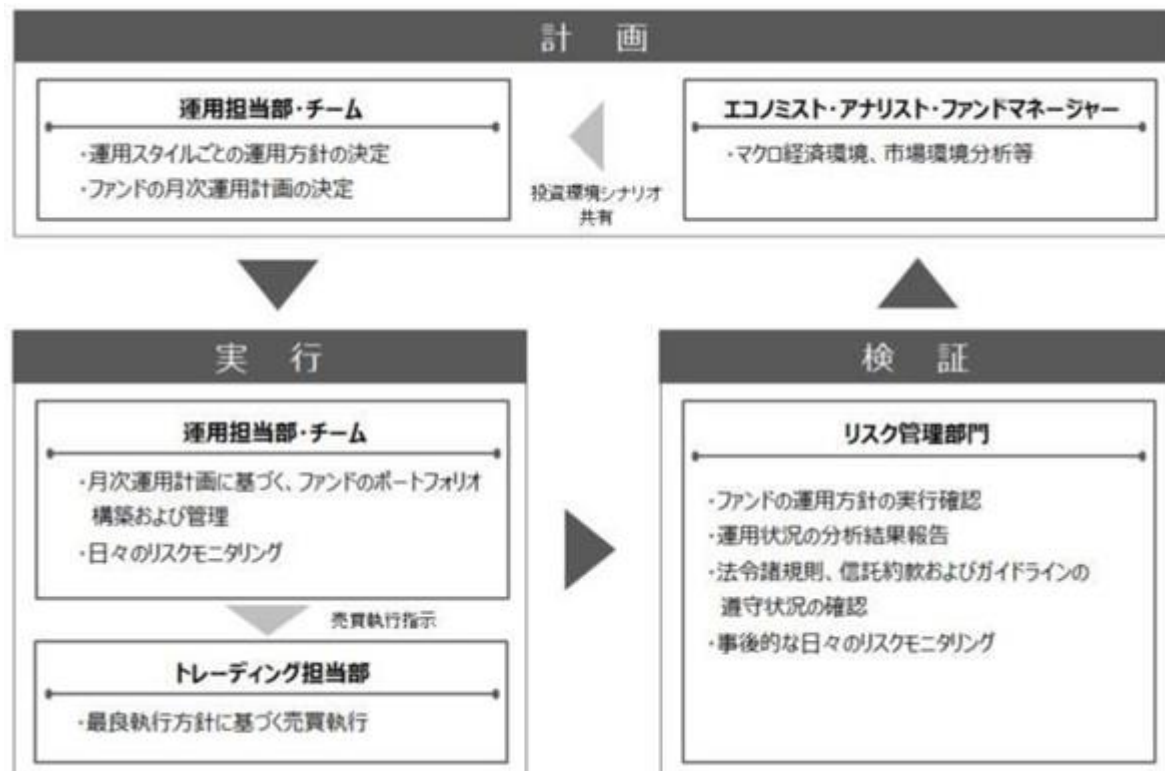 計 画
運用担当部・チーム
・運用スタイルごとの運用方針の決定
・ファンドの月次運用計画の決定
投資環境シナリオ
共有
エコノミスト・アナリスト・ファンドマネージャー
・マクロ経済環境、市場環境分析等
実 行
運用担当部・チーム
・月次運用計画に基づく、ファンドのポートフォリオ
構築および管理
・日々のリスクモニタリング
売買執行指示
トレーディング担当部
・最良執行方針に基づく売買執行
検 証
リスク管理部門
・ファンドの運用方針の実行確認
・運用状況の分析結果報告
・法令諸規則、信託約款およびガイドラインの
遵守状況の確認
・事後的な日々のリスクモニタリング